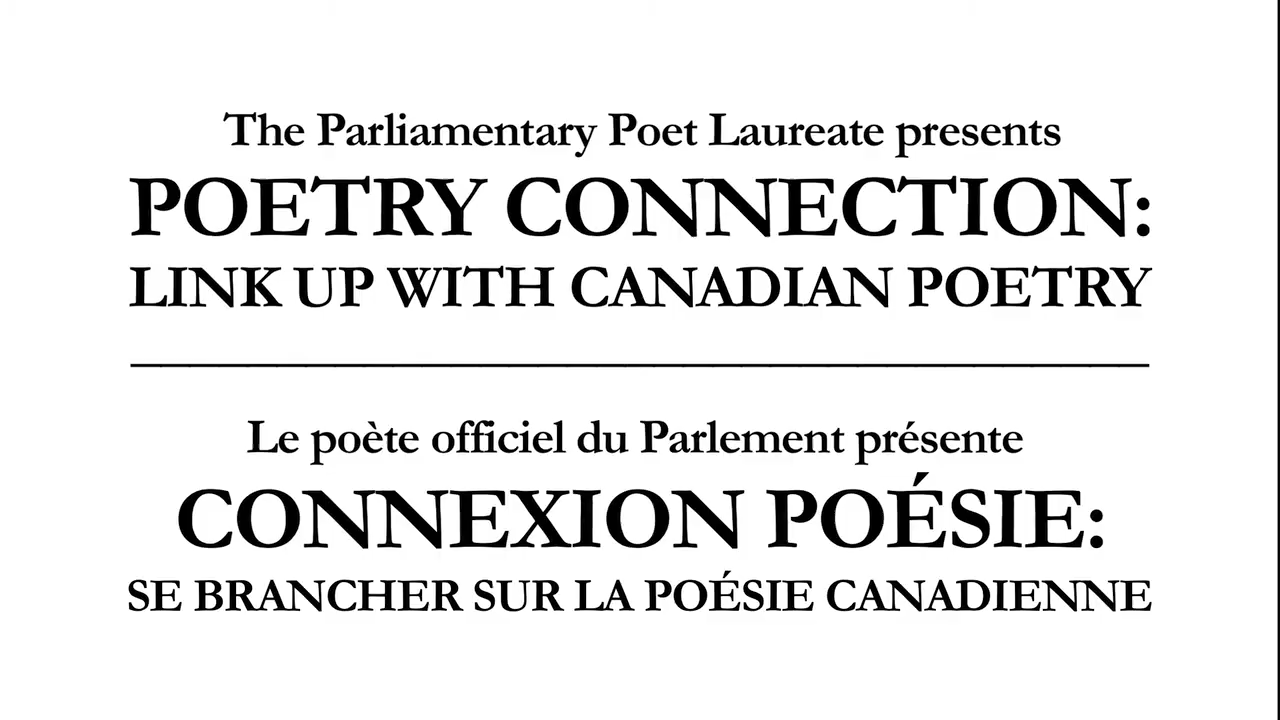 The Parliamentary Poet Laureate presents
POETRY CONNECTION:
LINK UP WITH CANADIAN POETRY
Le poète officiel du Parlement présente
CONNEXION POÉSIE:
SE BRANCHER SUR LA POÉSIE CANADIENNE